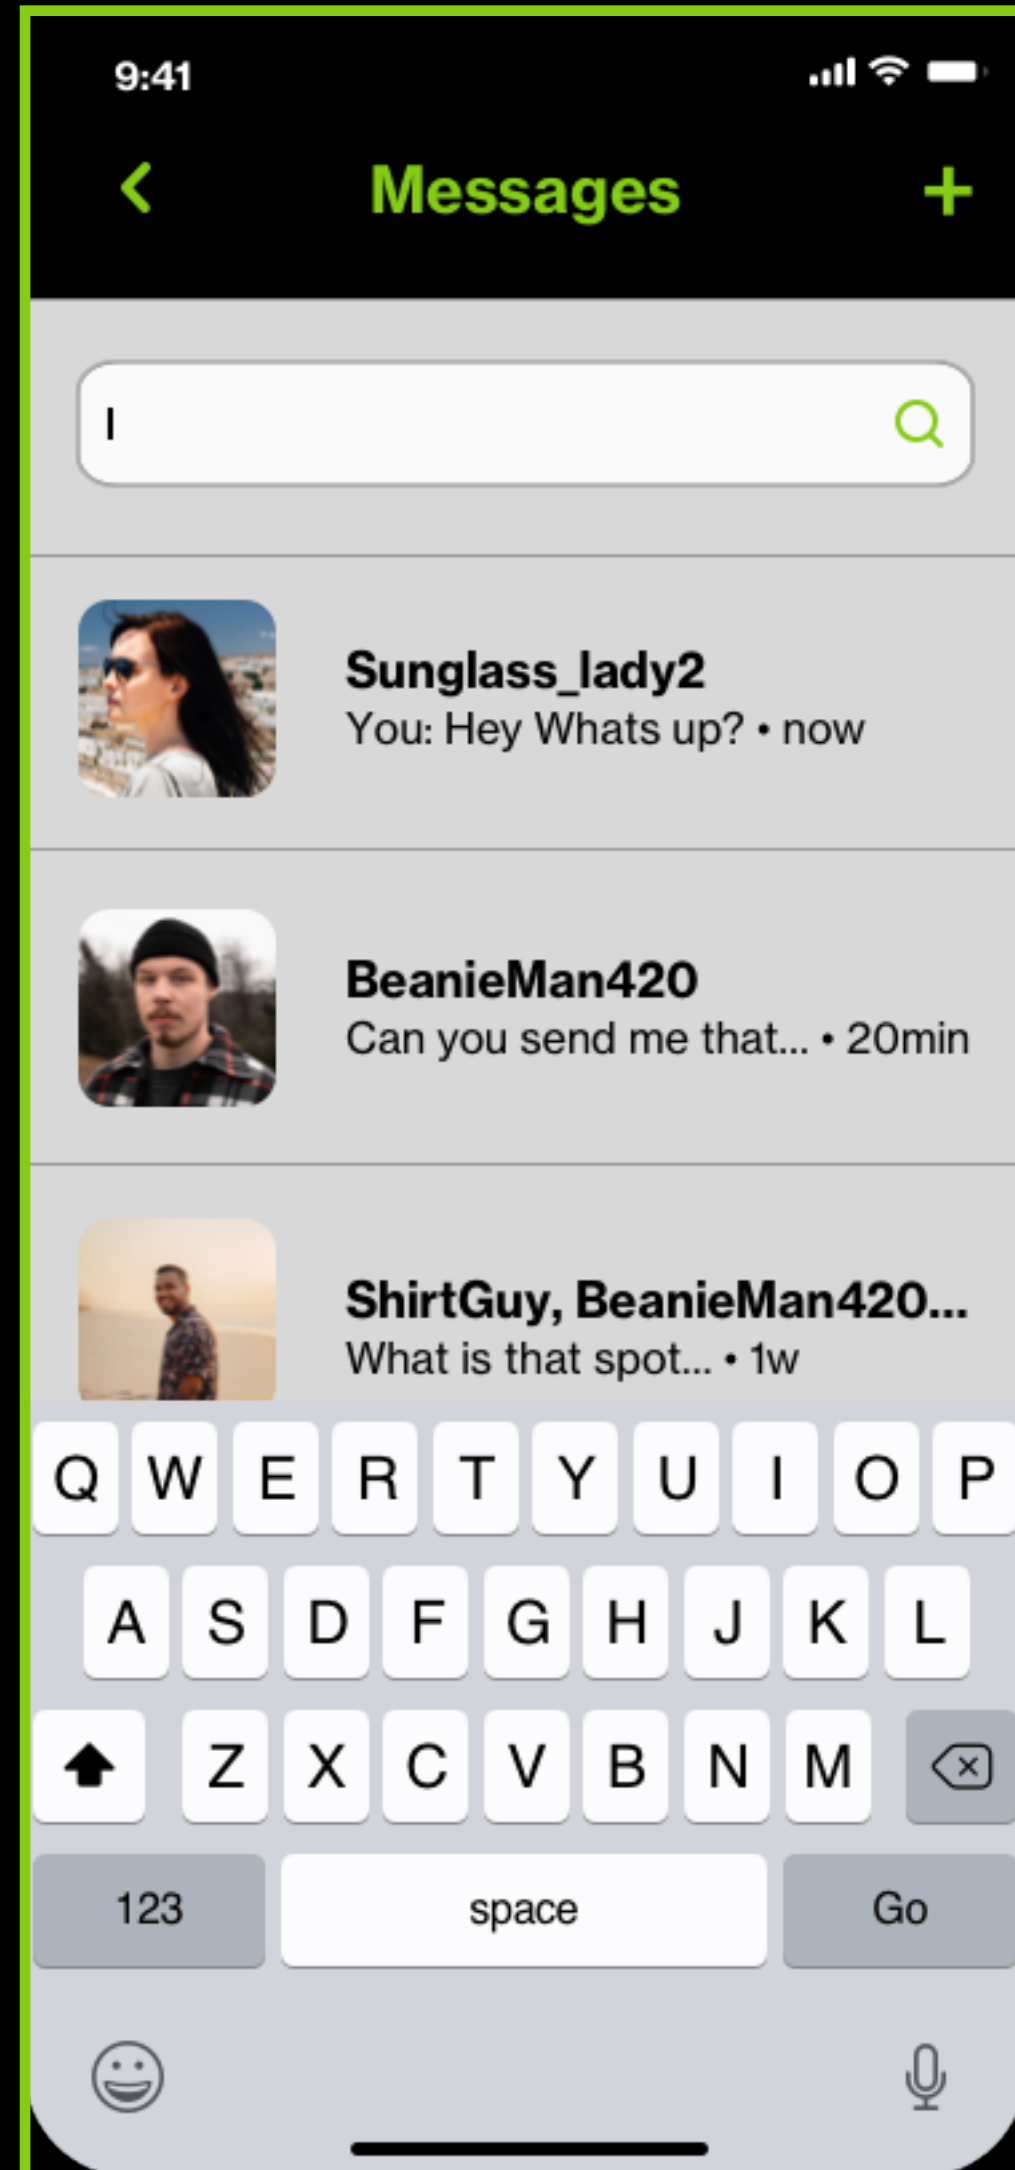 9:41
Messages
Sunglass_lady2
You: Hey Whats up? • now
BeanieMan420
Can you send me that... • 20min
ShirtGuy, BeanieMan420...
What is that spot... • 1w
Q W E R T Y U I O P
A S D F G H J K L
Z X C V B N M
123 space Go